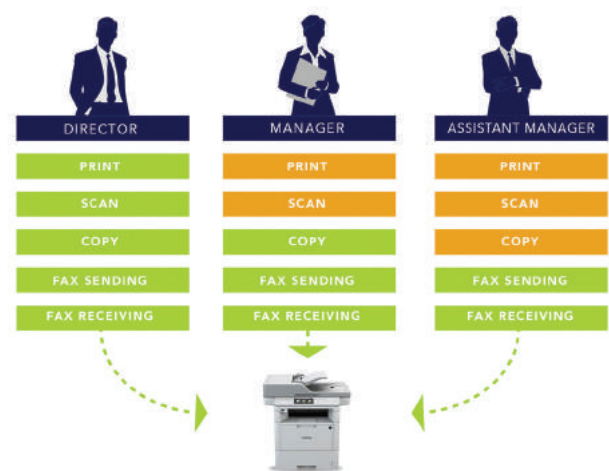 DIRECTOR
MANAGER
ASSISTANT MANAGER
PRINT
PRINT
PRINT
SCAN
SCAN
SCAN
COPY
COPY
COPY
FAX SENDING
FAX SENDING
FAX SENDING
FAX RECEIVING
FAX RECEIVING
FAX RECEIVING